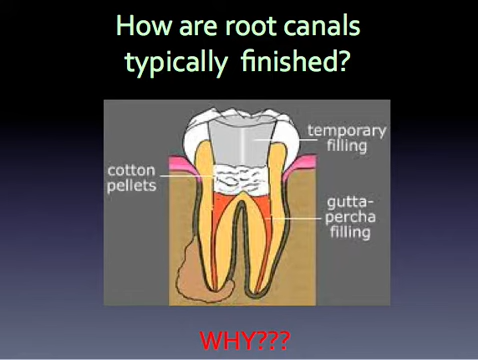 How are root canals
typically finished?
temporary
filling
cotton
pellets
gutta-
percha
filling
WHY???